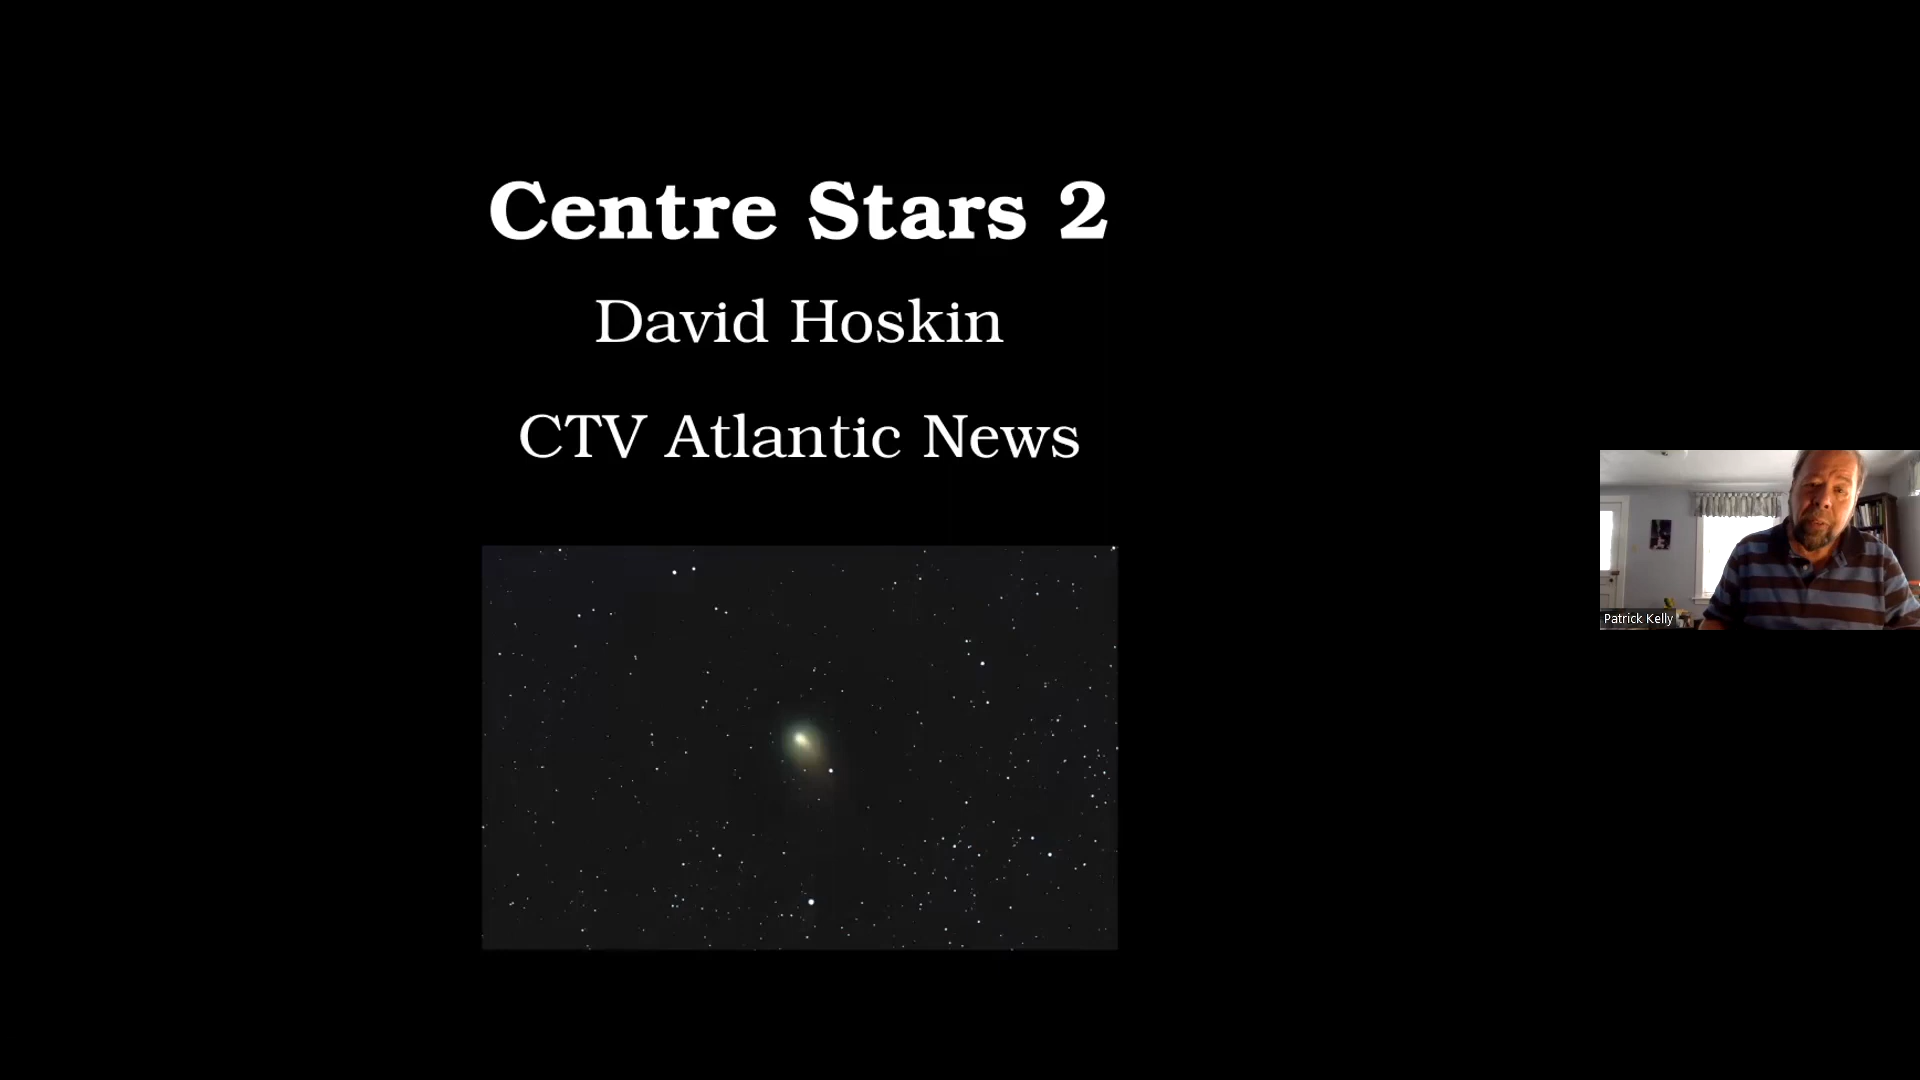 Centre Stars 2
David Hoskin
CTV Atlantic News
Patrick Kelly